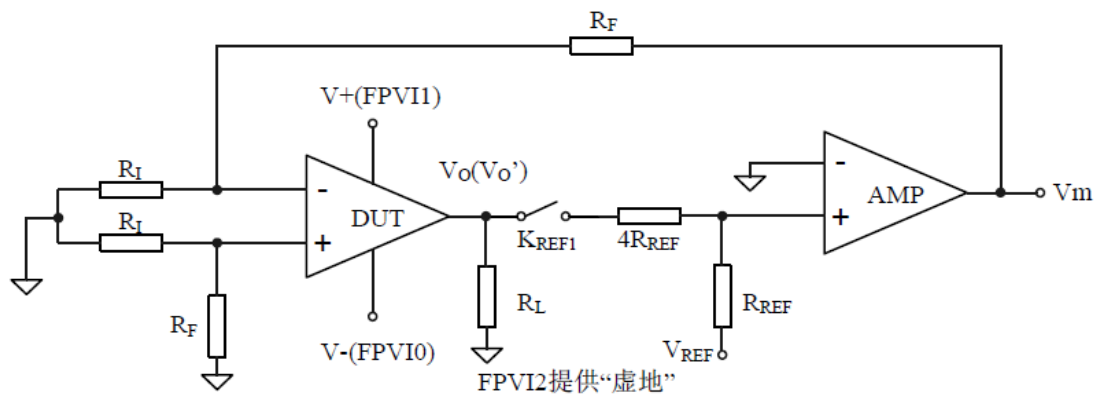 RF
V+(FPVI1)
RI
-
DUT
+
VO(VO’)
-
AMP
+
Vm
RI
KREF1
4RREF
RF
RL
RREF
V-(FPVI0)
VREF
FPVI2提供“虚地”